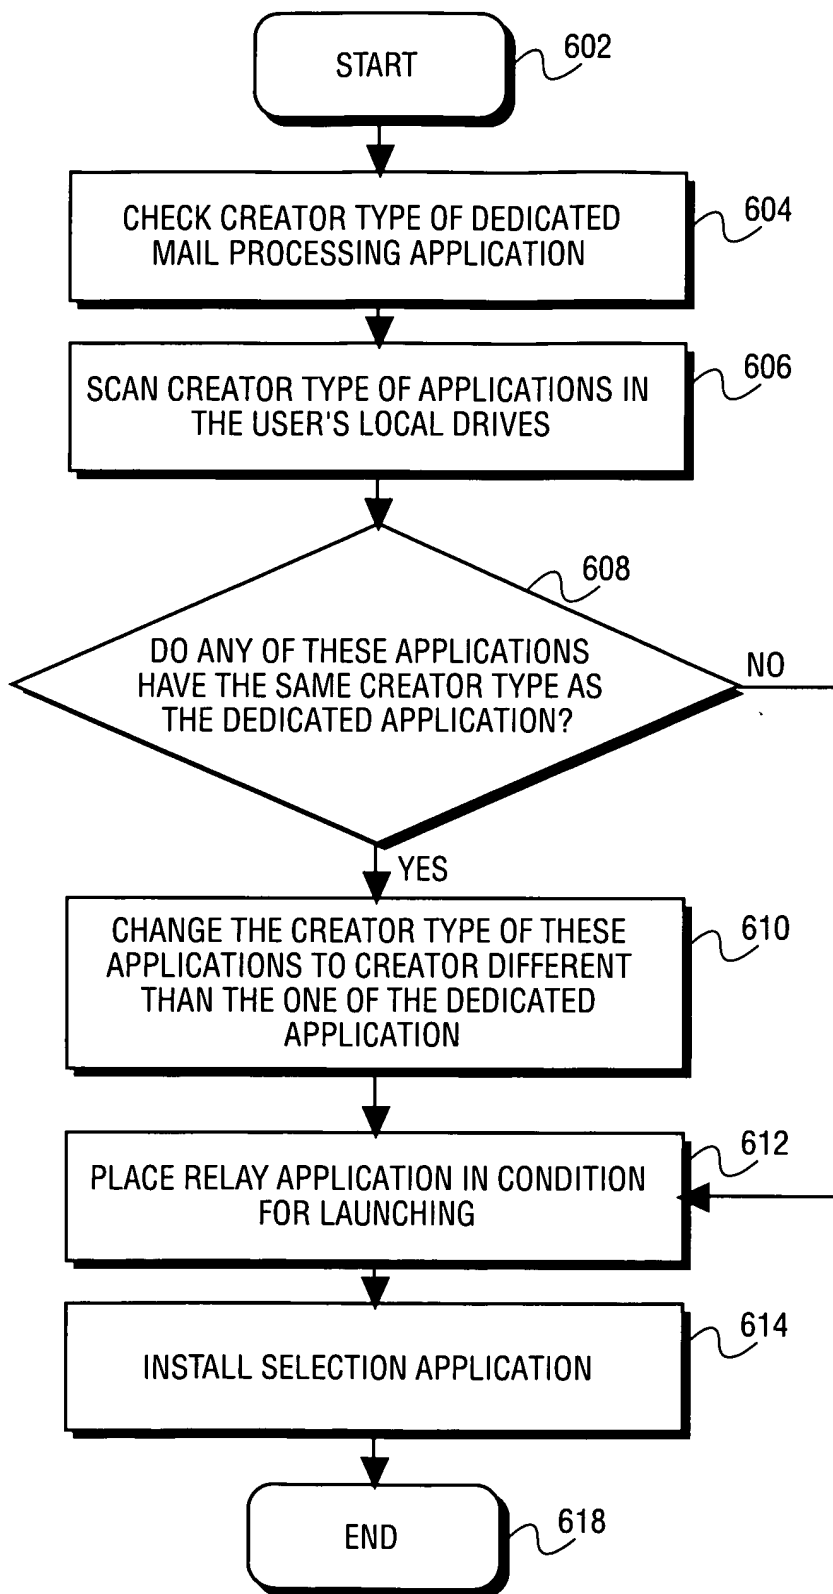 START
602
CHECK CREATOR TYPE OF DEDICATED
MAIL PROCESSING APPLICATION
604
SCAN CREATOR TYPE OF APPLICATIONS IN
THE USER'S LOCAL DRIVES
606
608
DO ANY OF THESE APPLICATIONS
HAVE THE SAME CREATOR TYPE AS
THE DEDICATED APPLICATION?
NO
YES
CHANGE THE CREATOR TYPE OF THESE
APPLICATIONS TO CREATOR DIFFERENT
THAN THE ONE OF THE DEDICATED
APPLICATION
610
PLACE RELAY APPLICATION IN CONDITION
FOR LAUNCHING
612
INSTALL SELECTION APPLICATION
614
END
618